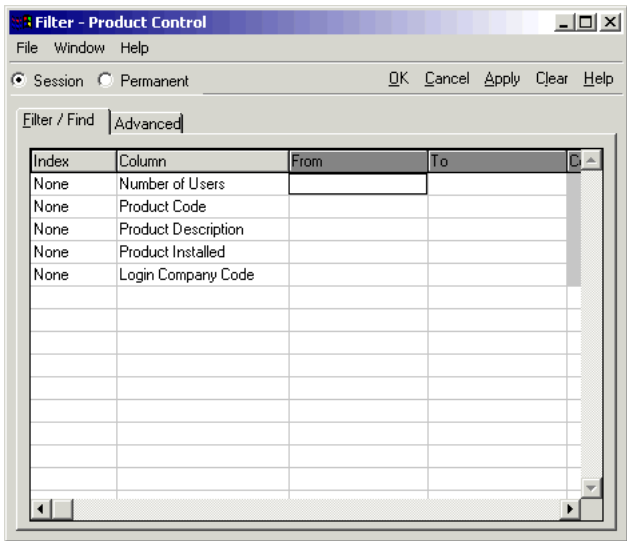 Filter - Product Control
File Window Help
Session Permanent OK Cancel Apply Clear Help
Filter / Find Advanced
Index Column From To
None Number of Users
None Product Code
None Product Description
None Product Installed
None Login Company Code